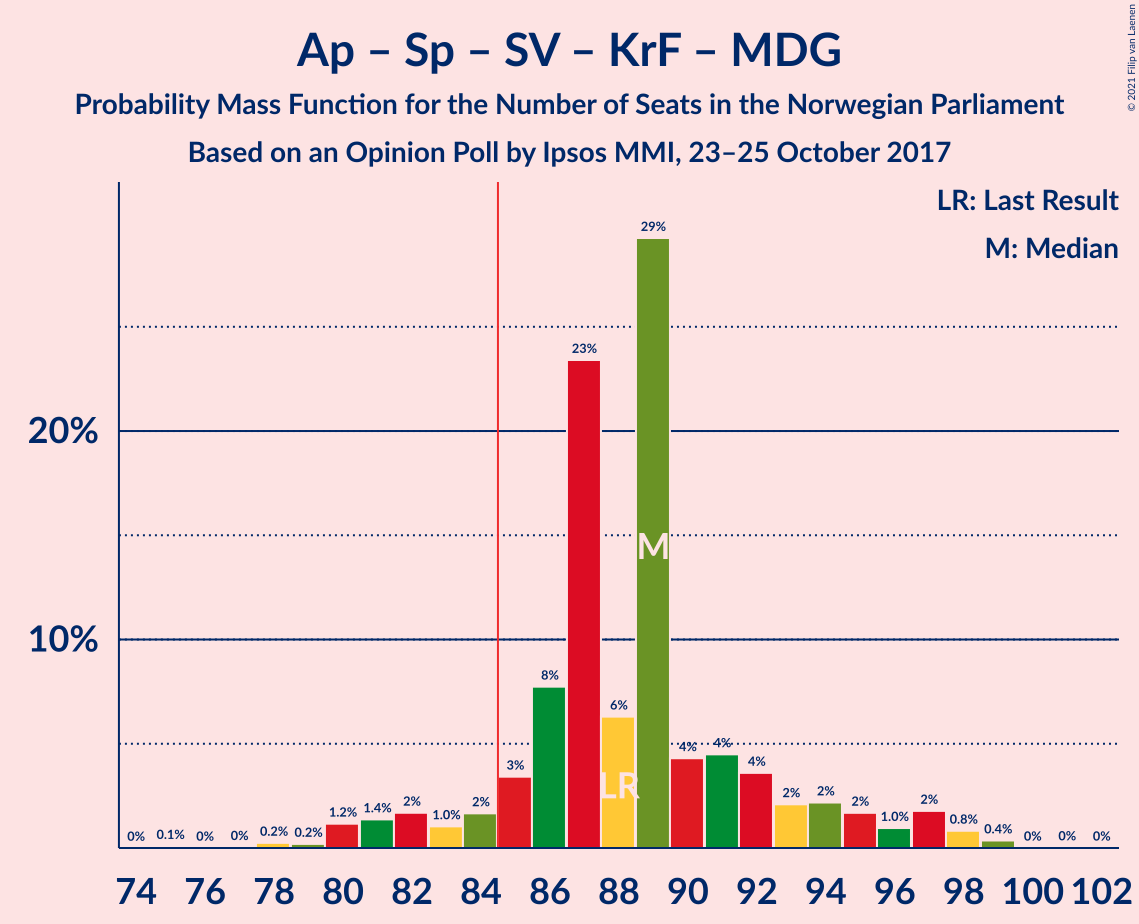 Ap – Sp – SV – KrF – MDG
Probability Mass Function for the Number of Seats in the Norwegian Parliament
Based on an Opinion Poll by Ipsos MMI, 23–25 October 2017
© 2021 Filip van Laenen
LR: Last Result
M: Median
20%
10%
0% 0.1% 0% 0% 0.2% 0.2% 1.2% 1.4% 2% 1.0% 2% 3% 8% 23% 6% 29% 4% 4% 4% 2% 2% 2% 1.0% 2% 0.8% 0.4% 0% 0% 0%
M
LR
74 76 78 80 82 84 86 88 90 92 94 96 98 100 102